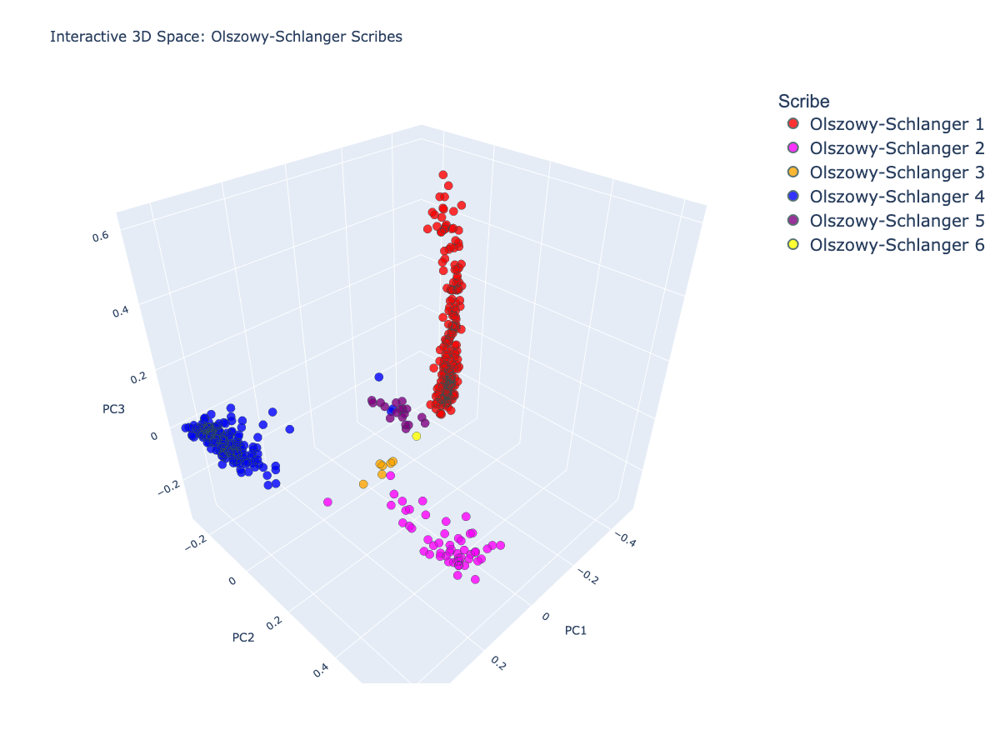 Interactive 3D Space: Olszowy-Schlanger Scribes
Scribe
Olszowy-Schlanger 1
Olszowy-Schlanger 2
Olszowy-Schlanger 3
Olszowy-Schlanger 4
Olszowy-Schlanger 5
Olszowy-Schlanger 6
0.6
0.4
0.2
PC3
0
−0.2
−0.2
0
0.2
PC2
0.4
−0.4
−0.2
0
PC1
0.2